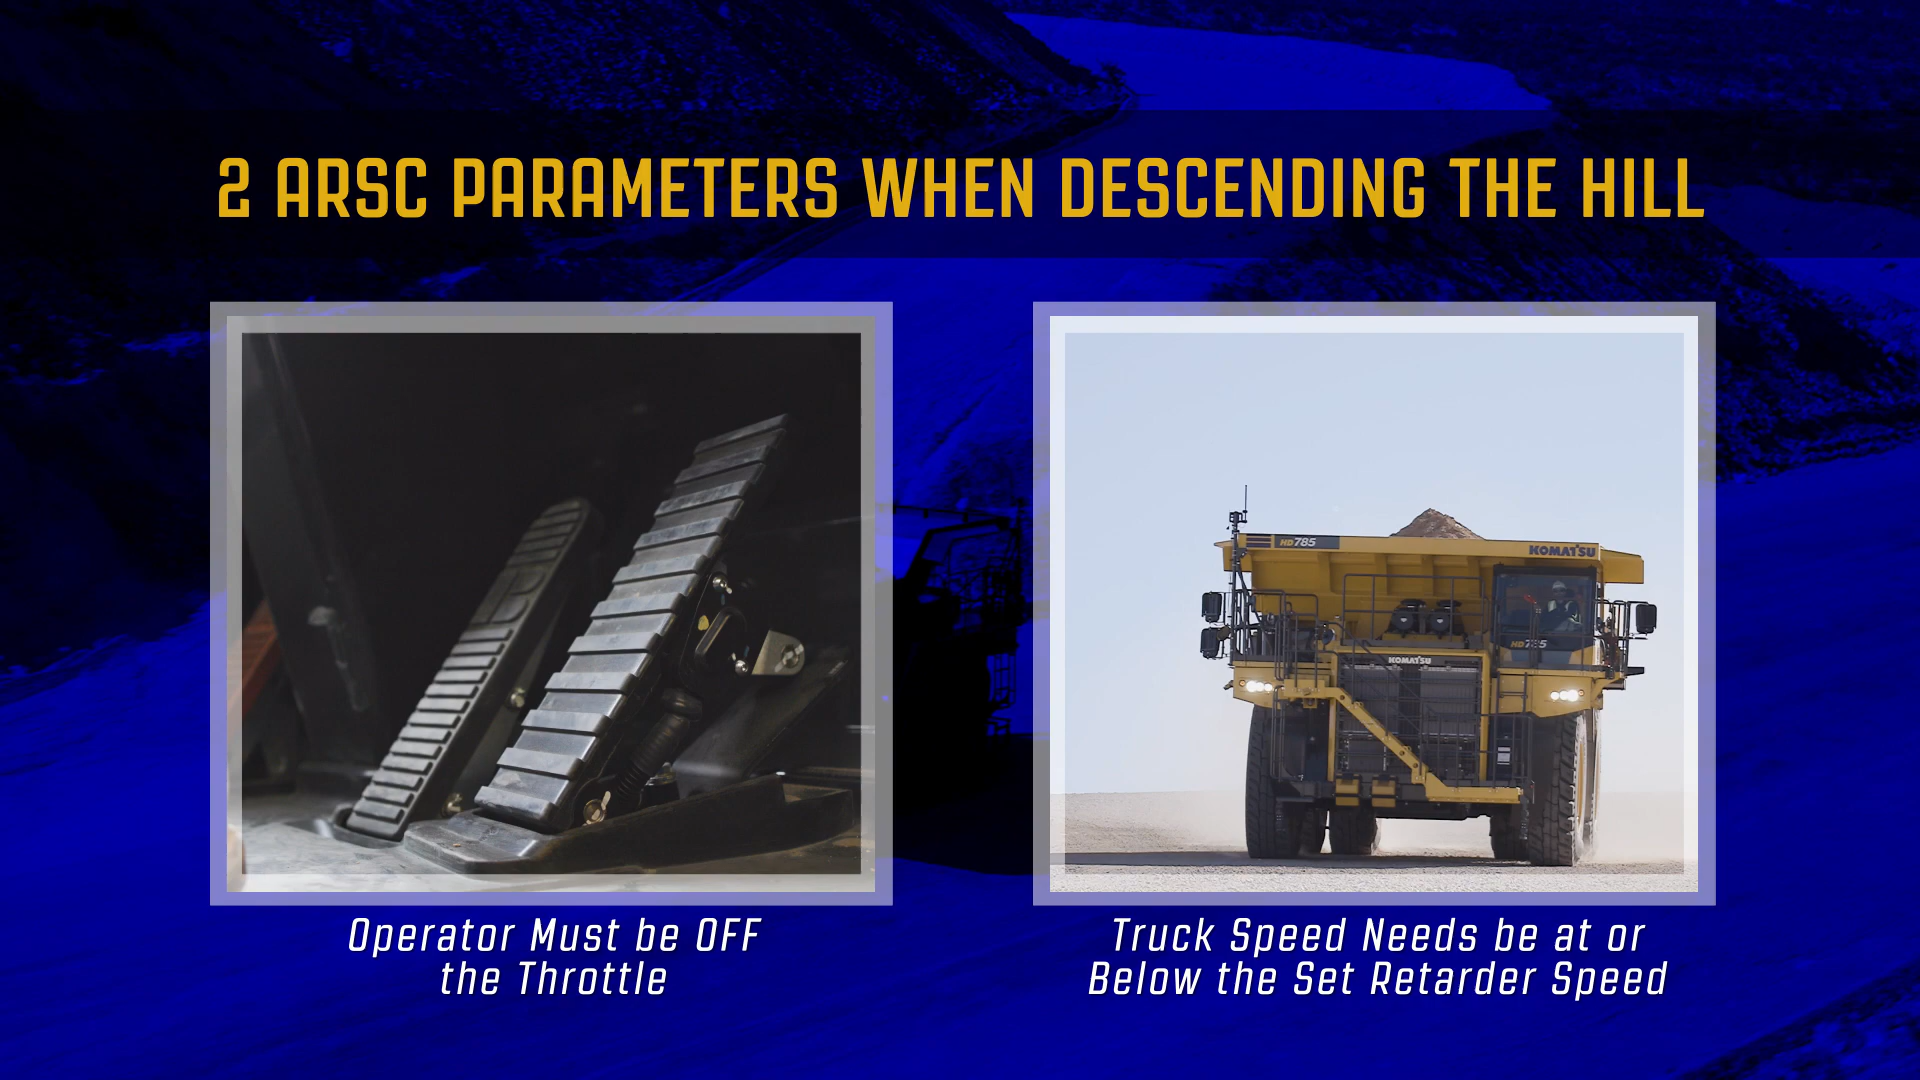 2 ARSC PARAMETERS WHEN DESCENDING THE HILL
Operator Must be OFF
the Throttle
HD785
KOMATSU
HD785
KOMATSU
Truck Speed Needs be at or
Below the Set Retarder Speed